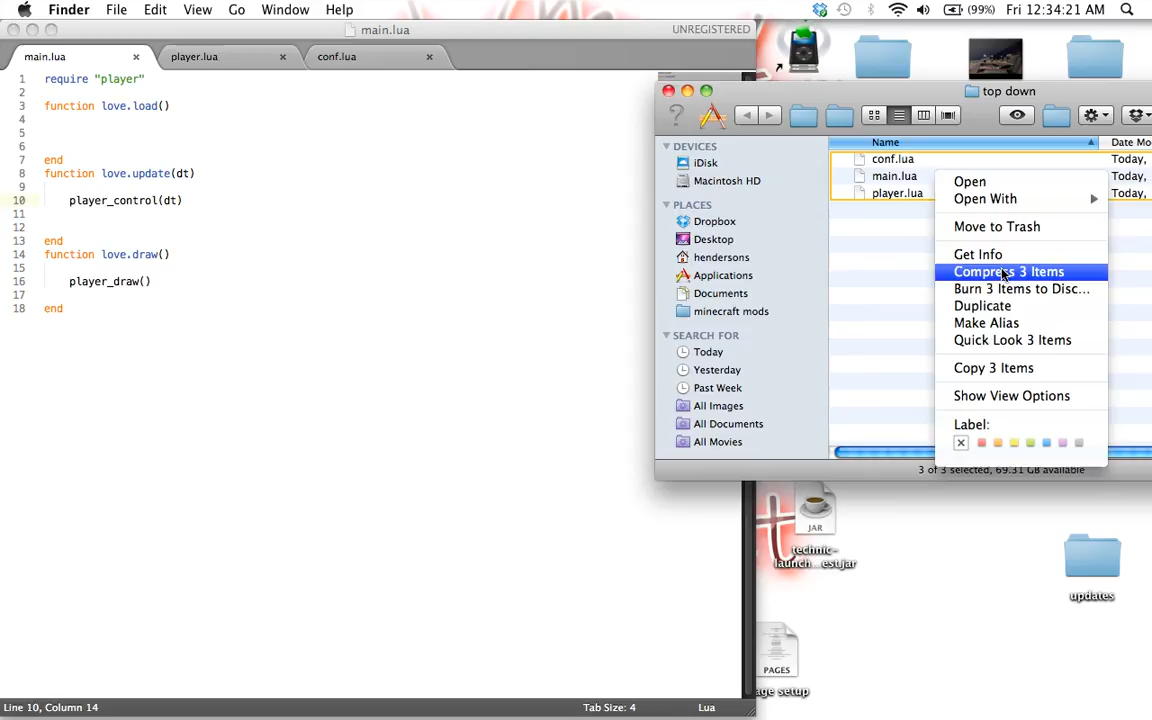 Finder File Edit View Go Window Help (99%) Fri 12:34:21 AM
main.lua UNREGISTERED
main.lua × player.lua × conf.lua ×
1 require "player"
2
3 function love.load()
4
5
6
7 end
8 function love.update(dt)
9
10 player_control(dt)
11
12
13 end
14 function love.draw()
15
16 player_draw()
17
18 end
Line 10, Column 14 Tab Size: 4 Lua
top down
DEVICES
iDisk
Macintosh HD
PLACES
Dropbox
Desktop
hendersons
Applications
Documents
minecraft mods
SEARCH FOR
Today
Yesterday
Past Week
All Images
All Documents
All Movies
Name Date Mo
conf.lua Today,
main.lua Today,
player.lua Today,
Open
Open With
Move to Trash
Get Info
Compress 3 Items
Burn 3 Items to Disc...
Duplicate
Make Alias
Quick Look 3 Items
Copy 3 Items
Show View Options
Label:
3 of 3 selected, 69.31 GB available
JAR
technic-
launch...est.jar
updates
PAGES
age setup